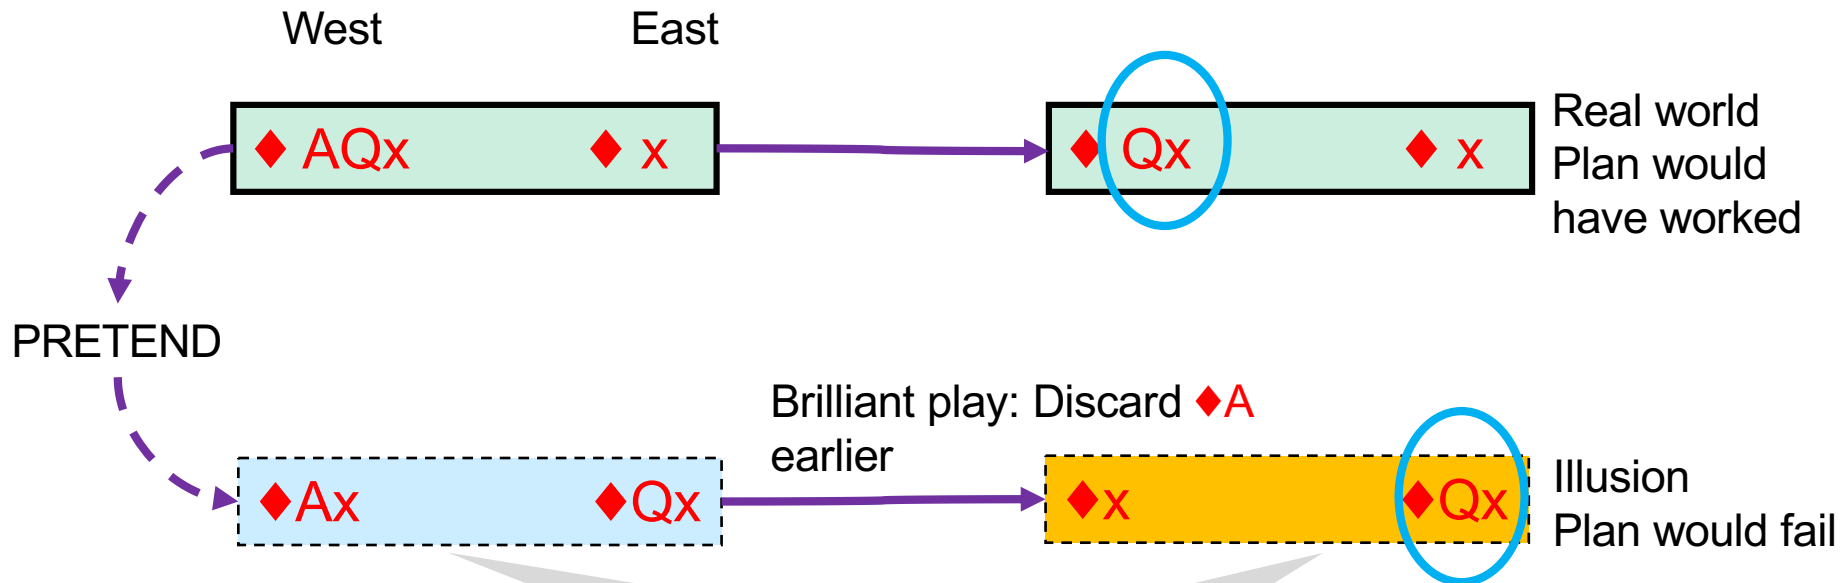 West East
♦ AQx ♦ x
♦ Qx ♦ x
Real world
Plan would
have worked
PRETEND
Brilliant play: Discard ♦A
earlier
♦Ax ♦Qx
♦x ♦Qx
Illusion
Plan would fail